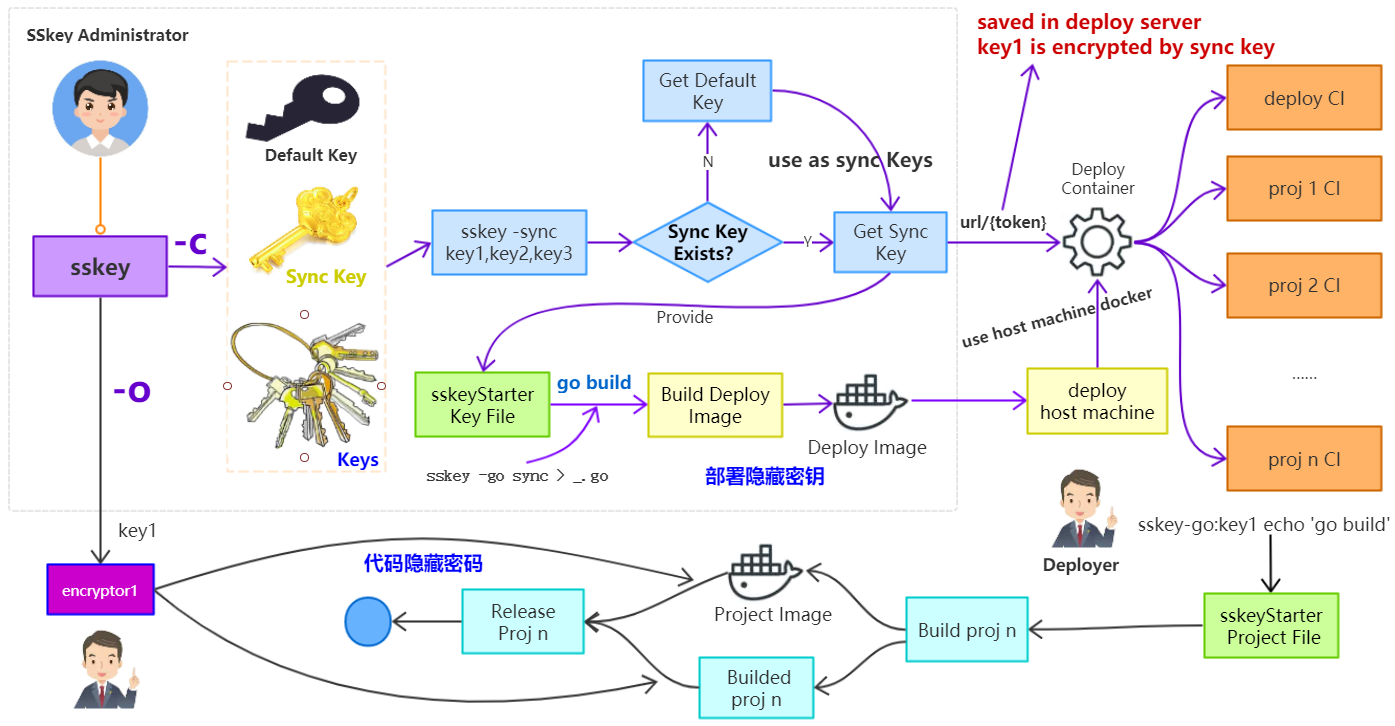 SSkey Administrator
saved in deploy server
key1 is encrypted by sync key
Default Key
Sync Key
Keys
sskey
-c
-o
sskey -sync
key1,key2,key3
Get Default
Key
N
use as sync Keys
Sync Key
Exists?
Y
Get Sync
Key
url/{token}
Deploy
Container
deploy CI
proj 1 CI
proj 2 CI
......
proj n CI
Provide
use host machine docker
sskeyStarter
Key File
go build
Build Deploy
Image
Deploy Image
deploy
host machine
sskey -go sync > _.go
部署隐藏密钥
Deployer
sskey-go:key1 echo 'go build'
key1
encryptor1
代码隐藏密码
Release
Proj n
Project Image
Builded
proj n
Build proj n
sskeyStarter
Project File